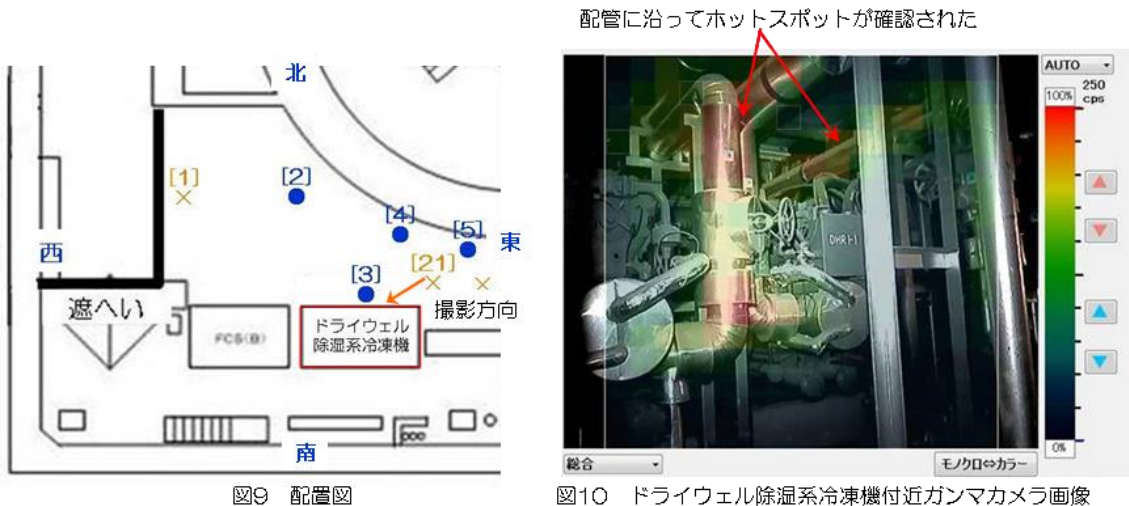 配管に沿ってホットスポットが確認された
北
[1]
[2]
[4]
[5]
東
西
[21]
[3]
撮影方向
遮へい
FCS(B)
ドライウェル
除湿系冷凍機
南
AUTO
100%
250
cps
DHR1-1
0%
総合
モノクロ⇔カラー
図9 配置図
図10 ドライウェル除湿系冷凍機付近ガンマカメラ画像